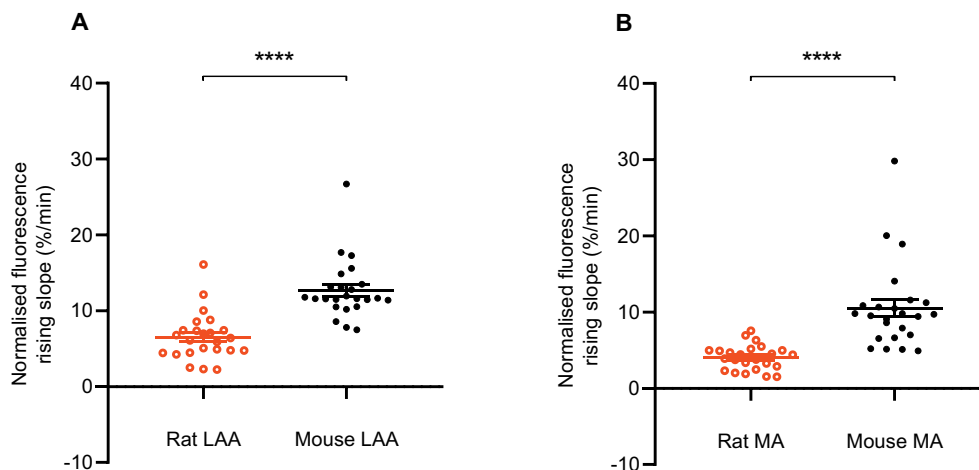 A
****
40
30
20
10
0
-10
Normalised fluorescence
rising slope (%/min)
Rat LAA
Mouse LAA
B
****
40
30
20
10
0
-10
Normalised fluorescence
rising slope (%/min)
Rat MA
Mouse MA